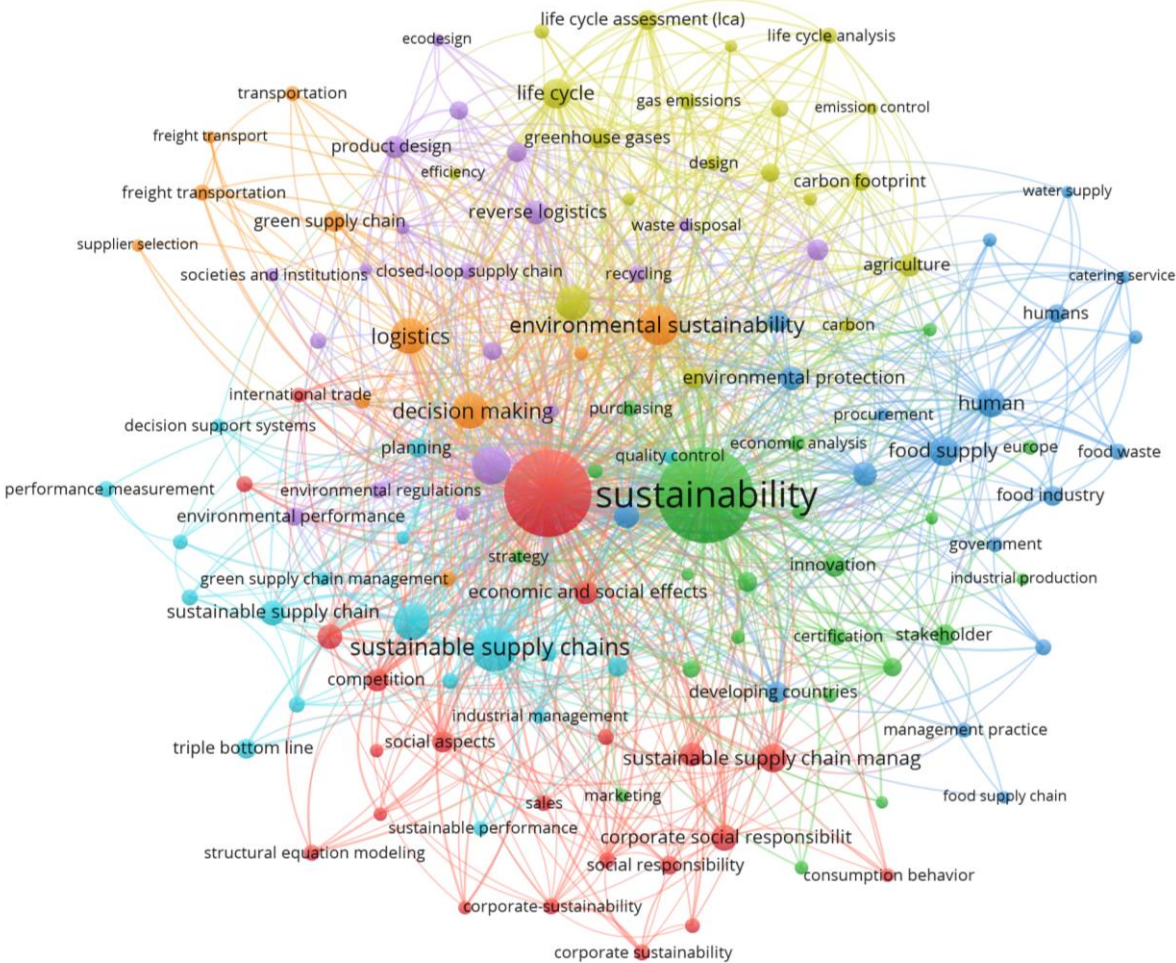 life cycle assessment (lca)
ecodesign
life cycle analysis
transportation
life cycle
gas emissions
emission control
freight transport
product design
greenhouse gases
efficiency
design
carbon footprint
freight transportation
water supply
green supply chain
reverse logistics
waste disposal
supplier selection
societies and institutions
closed-loop supply chain
recycling
agriculture
catering service
logistics
environmental sustainability
carbon
humans
international trade
environmental protection
decision making
purchasing
procurement
human
decision support systems
planning
quality control
economic analysis
food supply
europe
food waste
performance measurement
environmental regulations
sustainability
food industry
environmental performance
strategy
innovation
government
green supply chain management
economic and social effects
industrial production
sustainable supply chain
sustainable supply chains
certification
stakeholder
competition
developing countries
industrial management
management practice
triple bottom line
social aspects
sustainable supply chain manag
sales
marketing
food supply chain
sustainable performance
corporate social responsibilit
structural equation modeling
social responsibility
consumption behavior
corporate-sustainability
corporate sustainability